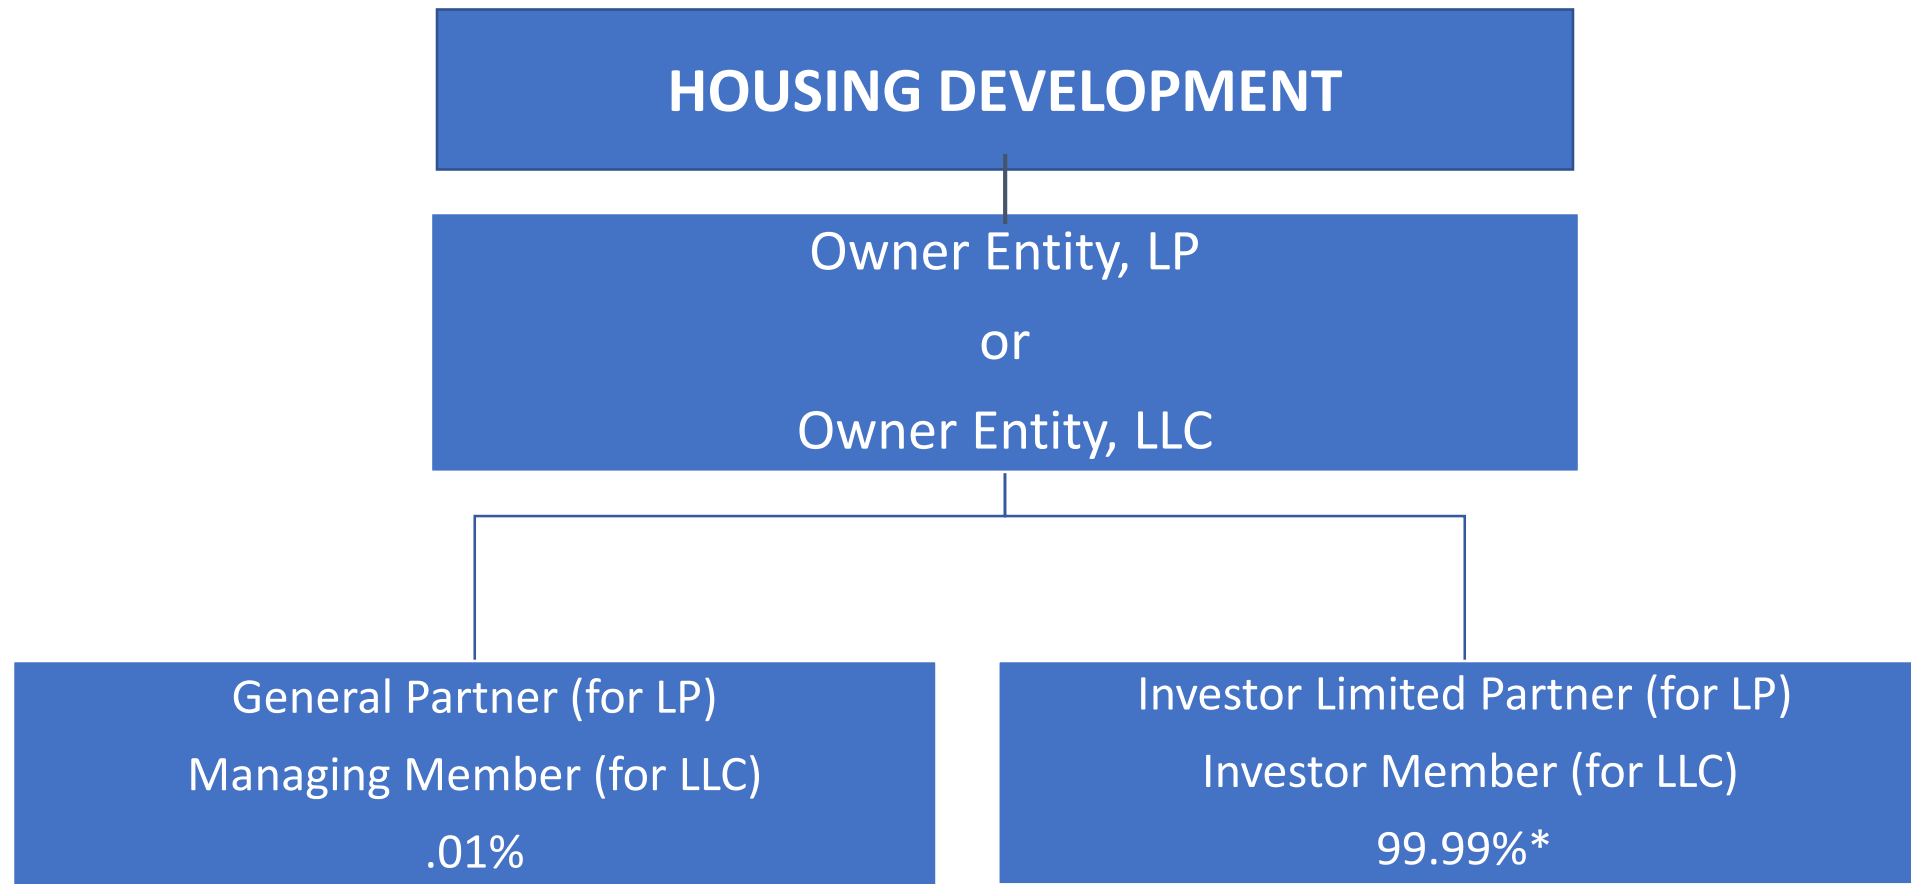 HOUSING DEVELOPMENT
Owner Entity, LP
or
Owner Entity, LLC
General Partner (for LP)
Managing Member (for LLC)
.01%
Investor Limited Partner (for LP)
Investor Member (for LLC)
99.99%*